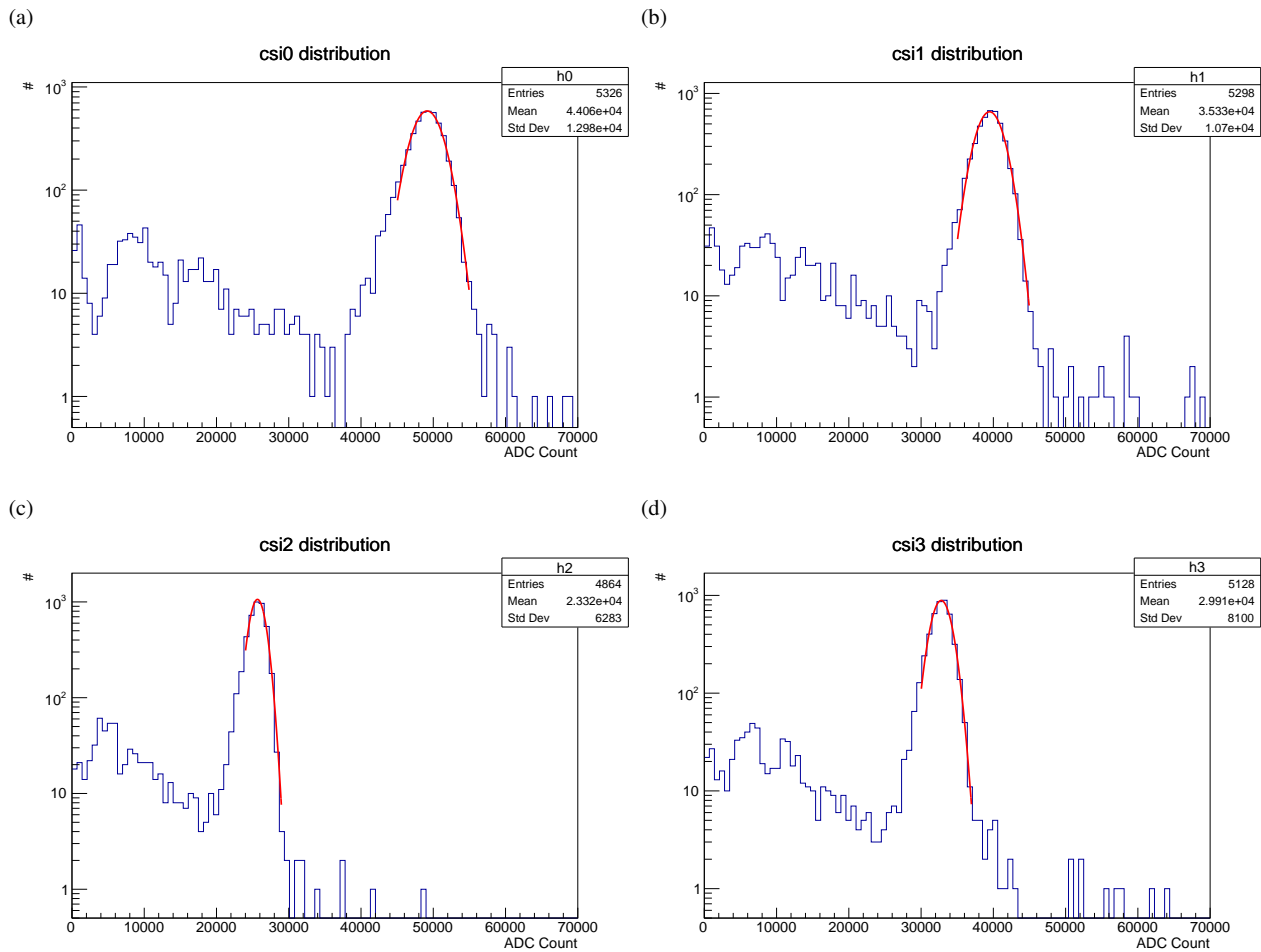 (a)
csi0 distribution
#
h0
Entries 5326
Mean 4.406e+04
Std Dev 1.298e+04
10³
10²
10
1
0 10000 20000 30000 40000 50000 60000 70000
ADC Count
(b)
csi1 distribution
#
h1
Entries 5298
Mean 3.533e+04
Std Dev 1.07e+04
10³
10²
10
1
0 10000 20000 30000 40000 50000 60000 70000
ADC Count
(c)
csi2 distribution
#
h2
Entries 4864
Mean 2.332e+04
Std Dev 6283
10³
10²
10
1
0 10000 20000 30000 40000 50000 60000 70000
ADC Count
(d)
csi3 distribution
#
h3
Entries 5128
Mean 2.991e+04
Std Dev 8100
10³
10²
10
1
0 10000 20000 30000 40000 50000 60000 70000
ADC Count